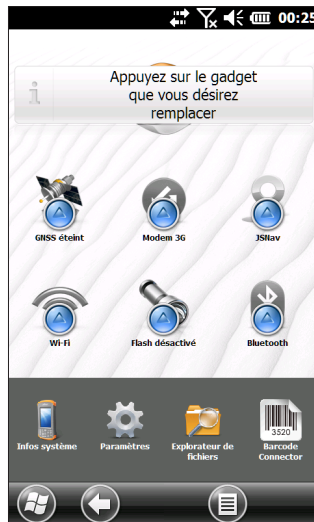 00:25
Appuyez sur le gadget
que vous désirez
remplacer
GNSS éteint
Modem 3G
JSNav
Wi-Fi
Flash désactivé
Bluetooth
3520
Infos système
Paramètres
Explorateur de
fichiers
Barcode
Connector